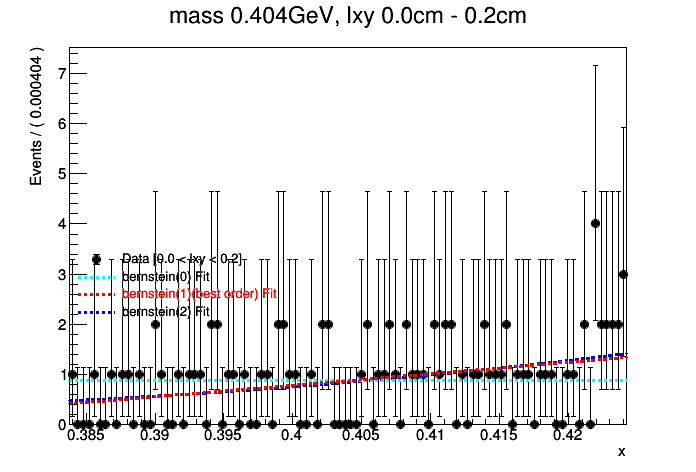 mass 0.404GeV, lxy 0.0cm - 0.2cm
Events / ( 0.000404 )
7
6
5
4
3
2
1
0
Data [0.0 < lxy < 0.2]
bernstein(0) Fit
bernstein(1)(best order) Fit
bernstein(2) Fit
0.385 0.39 0.395 0.4 0.405 0.41 0.415 0.42
x